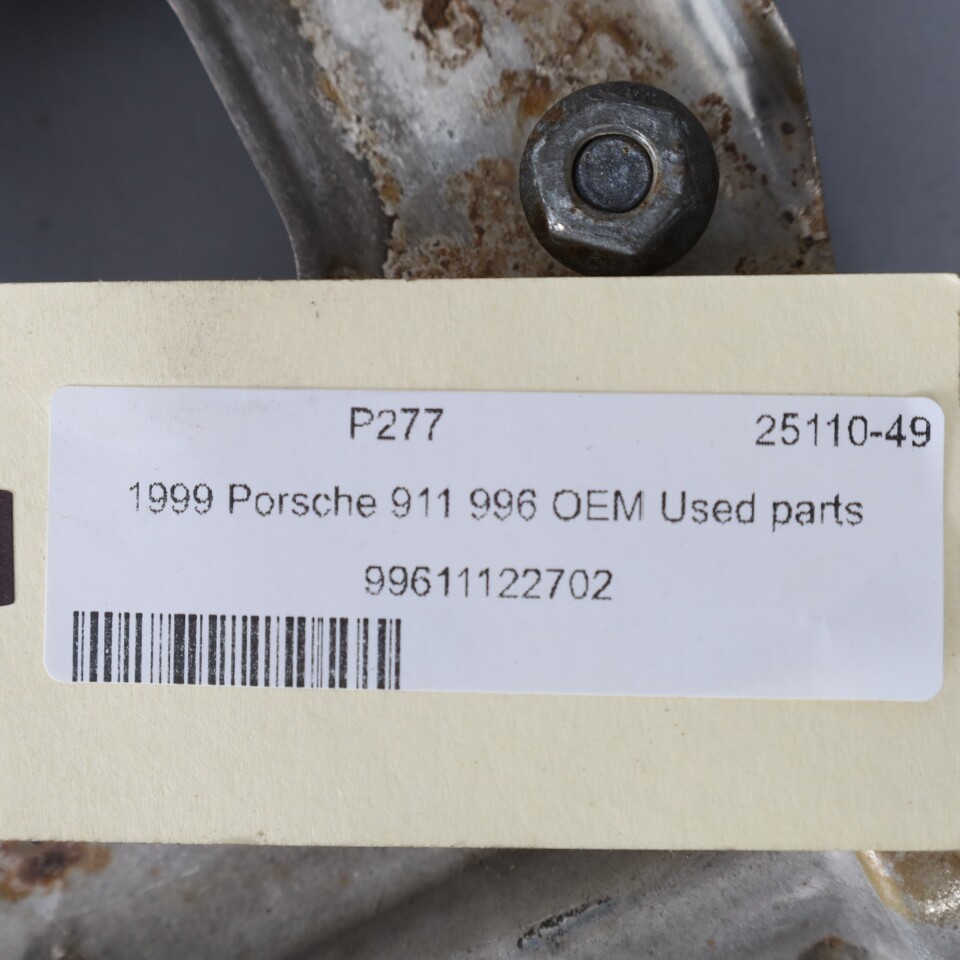 P277 25110-49
1999 Porsche 911 996 OEM Used parts
99611122702